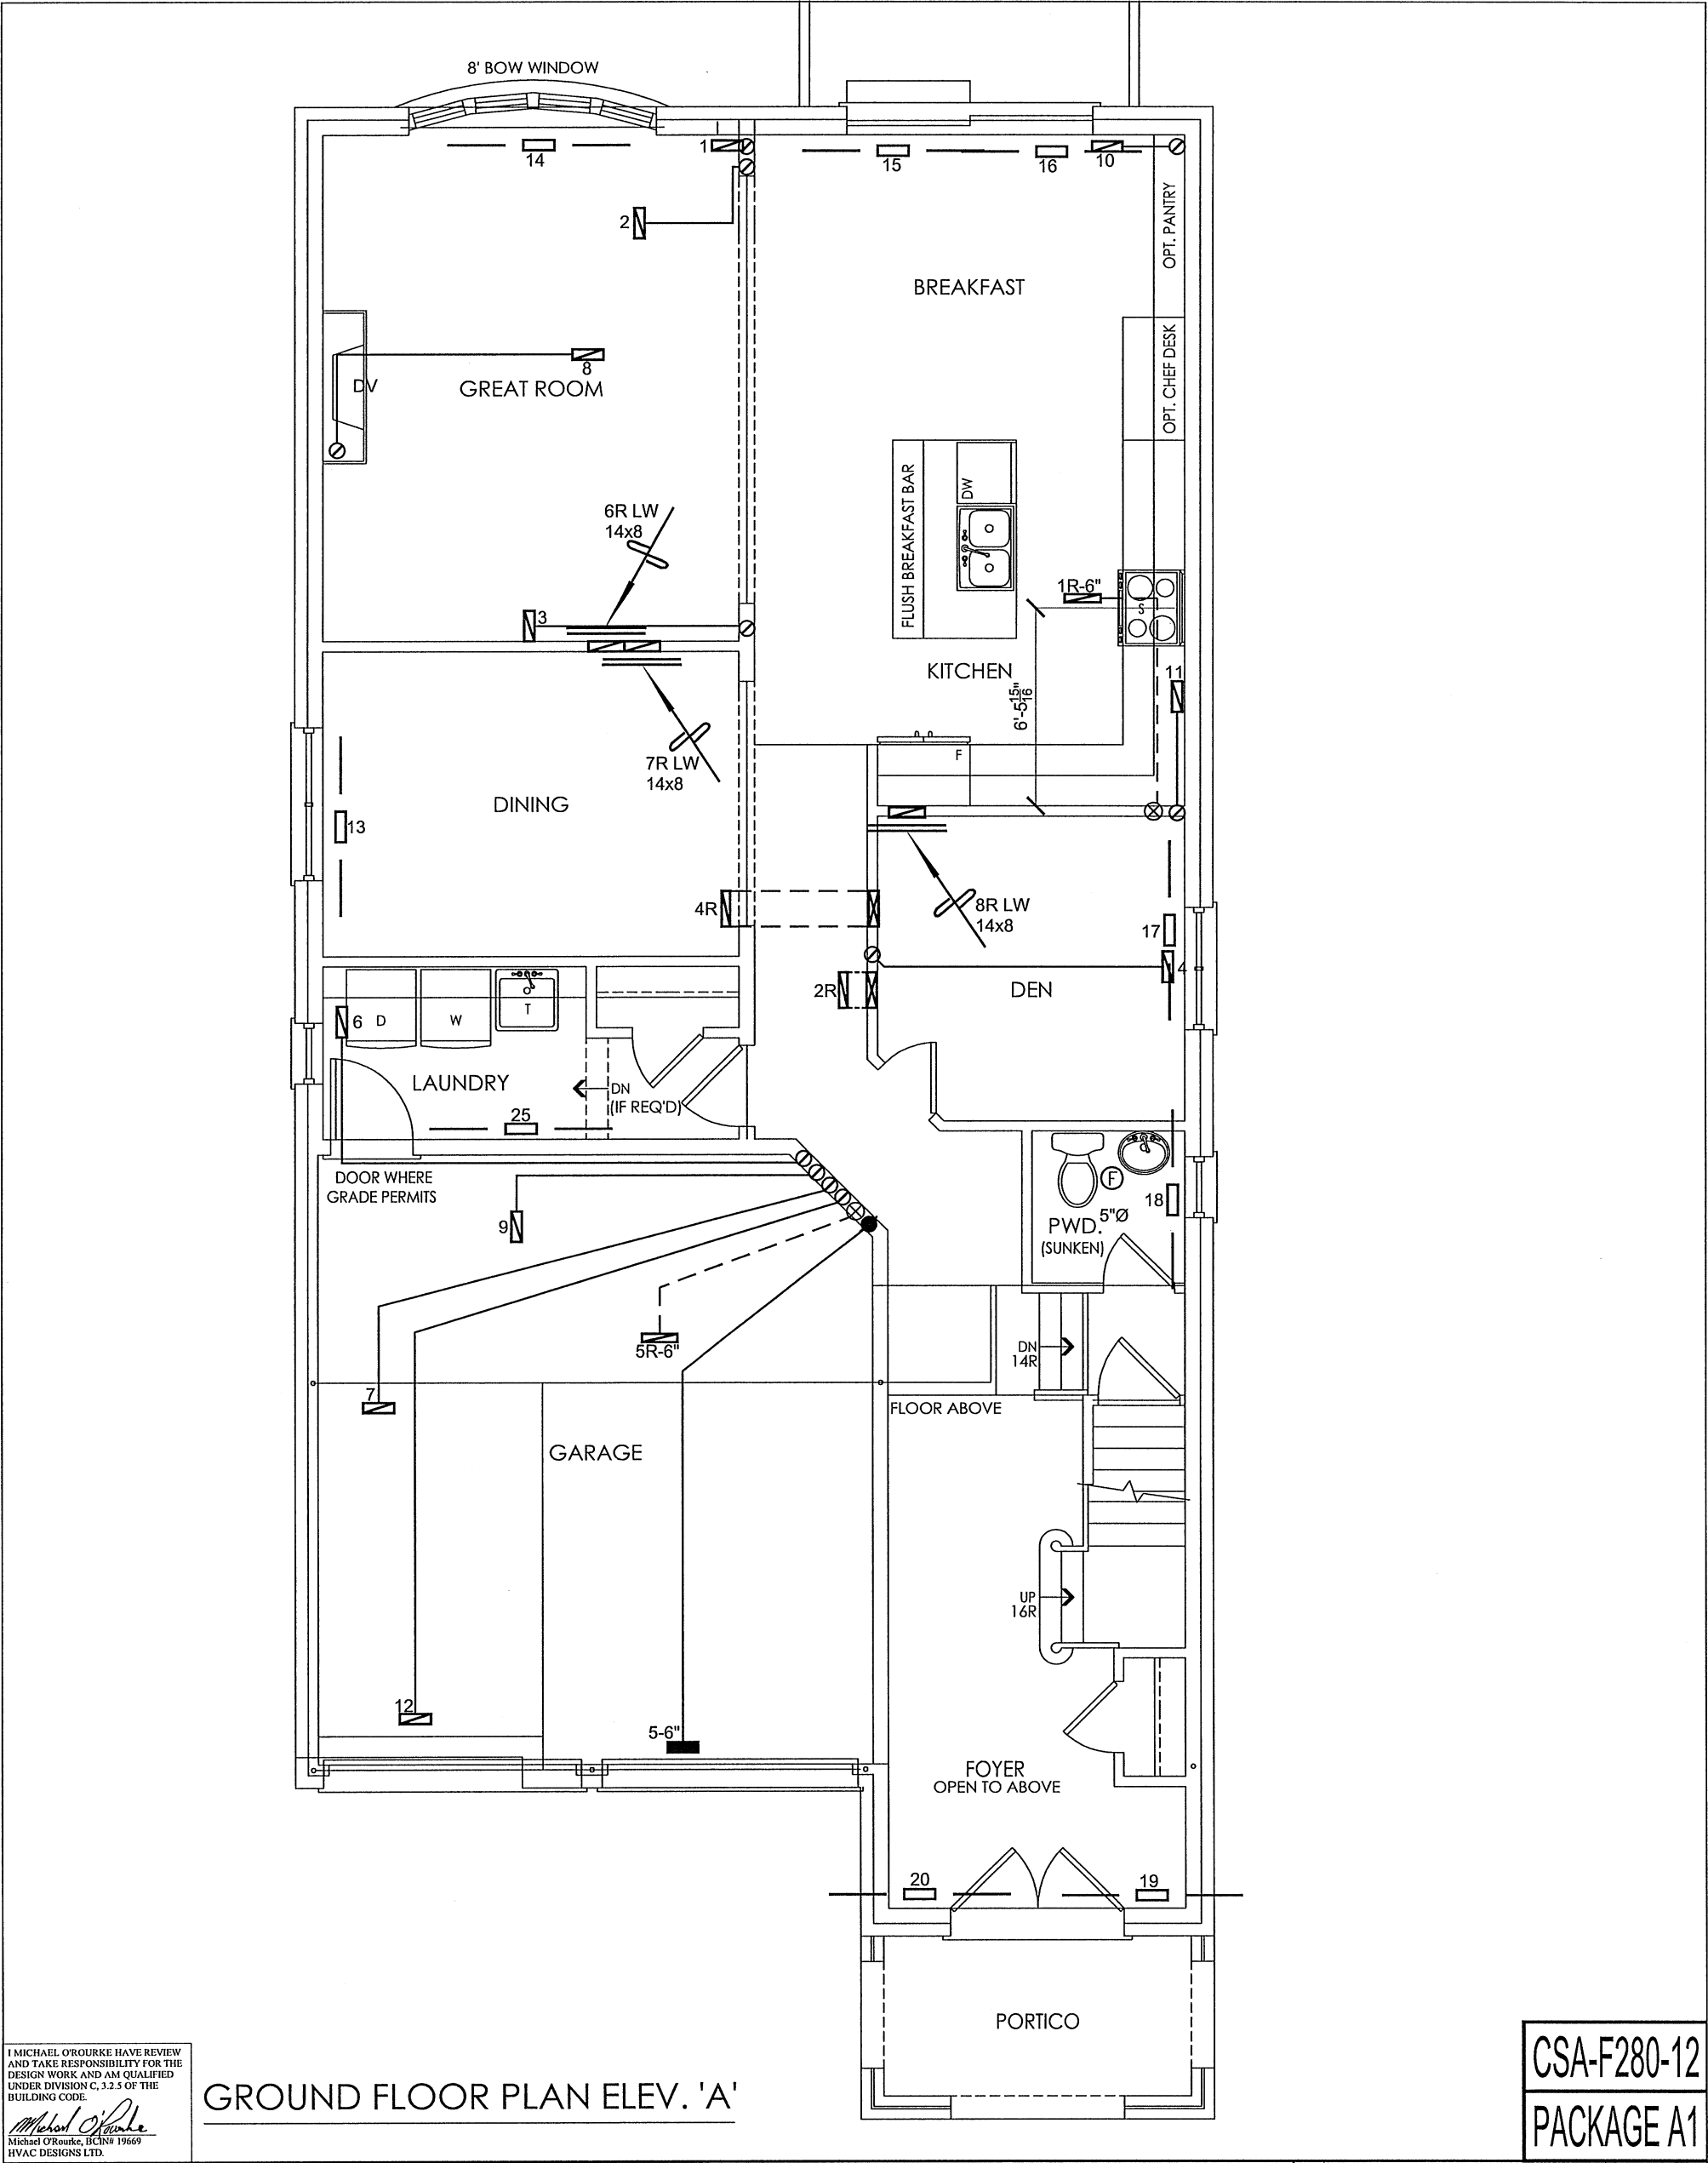 8' BOW WINDOW
14
1
15
16
10
2
OPT. PANTRY
BREAKFAST
8
DV
GREAT ROOM
OPT. CHEF DESK
FLUSH BREAKFAST BAR
DW
6R LW
14x8
1R-6"
S
3
KITCHEN
11
6'-5 15/16"
7R LW
14x8
F
DINING
13
4R
8R LW
14x8
17
4
2R
DEN
6
D
W
T
LAUNDRY
DN
(IF REQ'D)
25
DOOR WHERE
GRADE PERMITS
F
18
9
5"Ø
PWD.
(SUNKEN)
5R-6"
DN
14R
7
FLOOR ABOVE
GARAGE
UP
16R
12
5-6"
FOYER
OPEN TO ABOVE
20
19
PORTICO
I MICHAEL O'ROURKE HAVE REVIEW
AND TAKE RESPONSIBILITY FOR THE
DESIGN WORK AND AM QUALIFIED
UNDER DIVISION C, 3.2.5 OF THE
BUILDING CODE.
Michael O'Rourke
Michael O'Rourke, BCIN# 19669
HVAC DESIGNS LTD.
GROUND FLOOR PLAN ELEV. 'A'
CSA-F280-12
PACKAGE A1